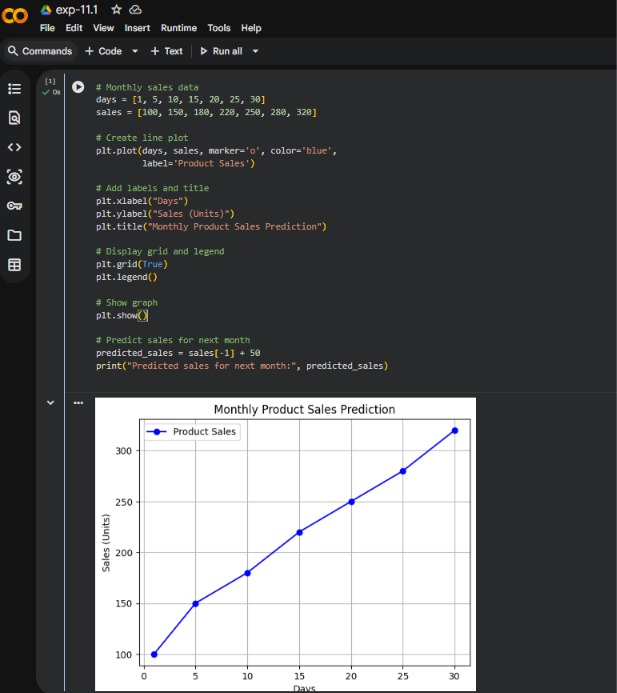 exp-11.1
File Edit View Insert Runtime Tools Help
Commands + Code + Text Run all
[1]
0s
# Monthly sales data
days = [1, 5, 10, 15, 20, 25, 30]
sales = [100, 150, 180, 220, 250, 280, 320]
# Create line plot
plt.plot(days, sales, marker='o', color='blue',
label='Product Sales')
# Add labels and title
plt.xlabel("Days")
plt.ylabel("Sales (Units)")
plt.title("Monthly Product Sales Prediction")
# Display grid and legend
plt.grid(True)
plt.legend()
# Show graph
plt.show()
# Predict sales for next month
predicted_sales = sales[-1] + 50
print("Predicted sales for next month:", predicted_sales)
Monthly Product Sales Prediction
Product Sales
300
250
200
150
100
Sales (Units)
0 5 10 15 20 25 30
Days